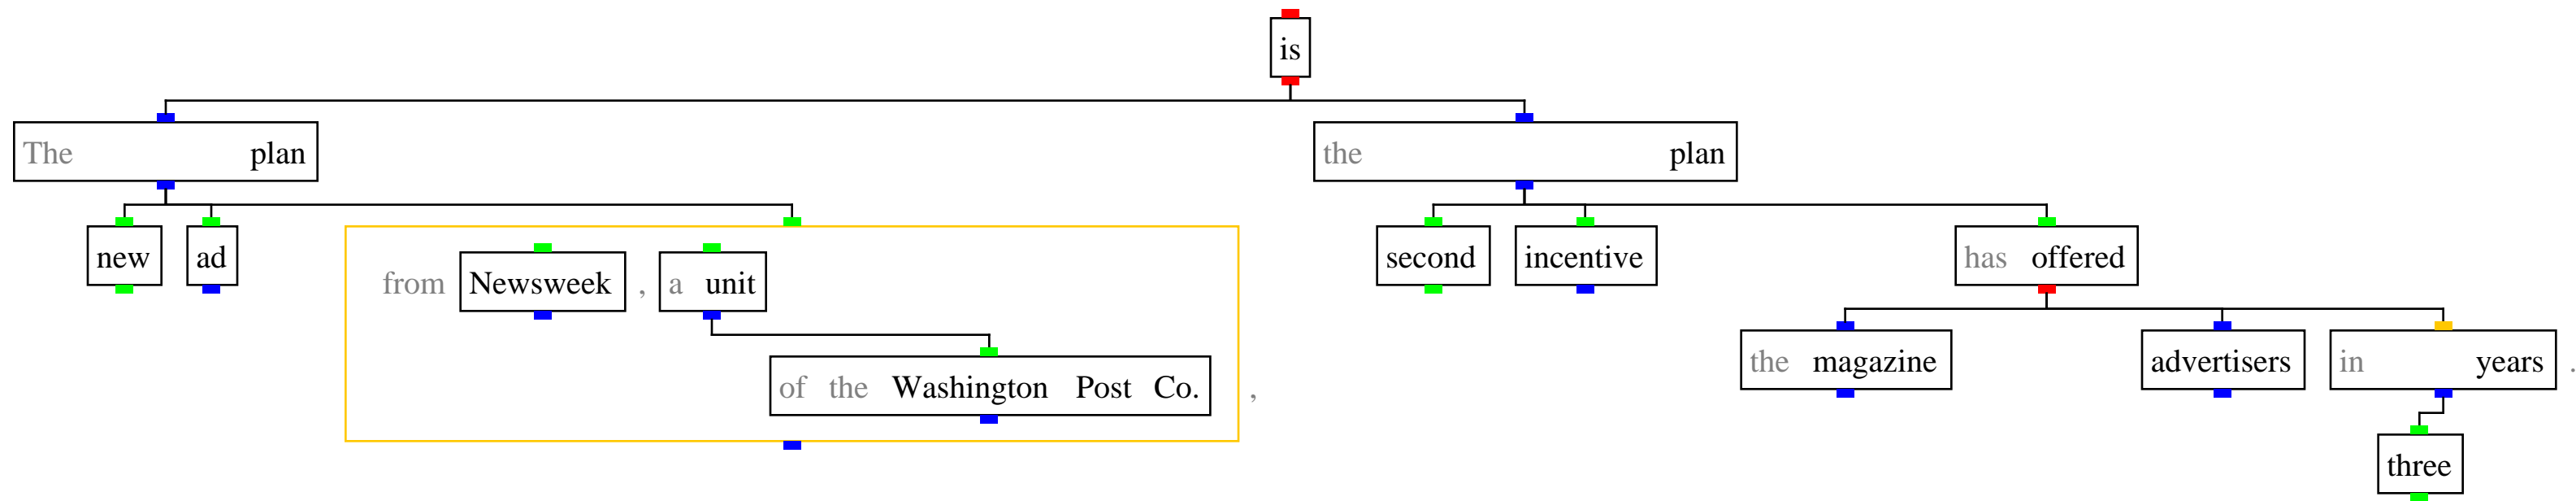 is
The plan the plan
new ad from Newsweek , a unit second incentive has offered
of the Washington Post Co. , the magazine advertisers in years .
three